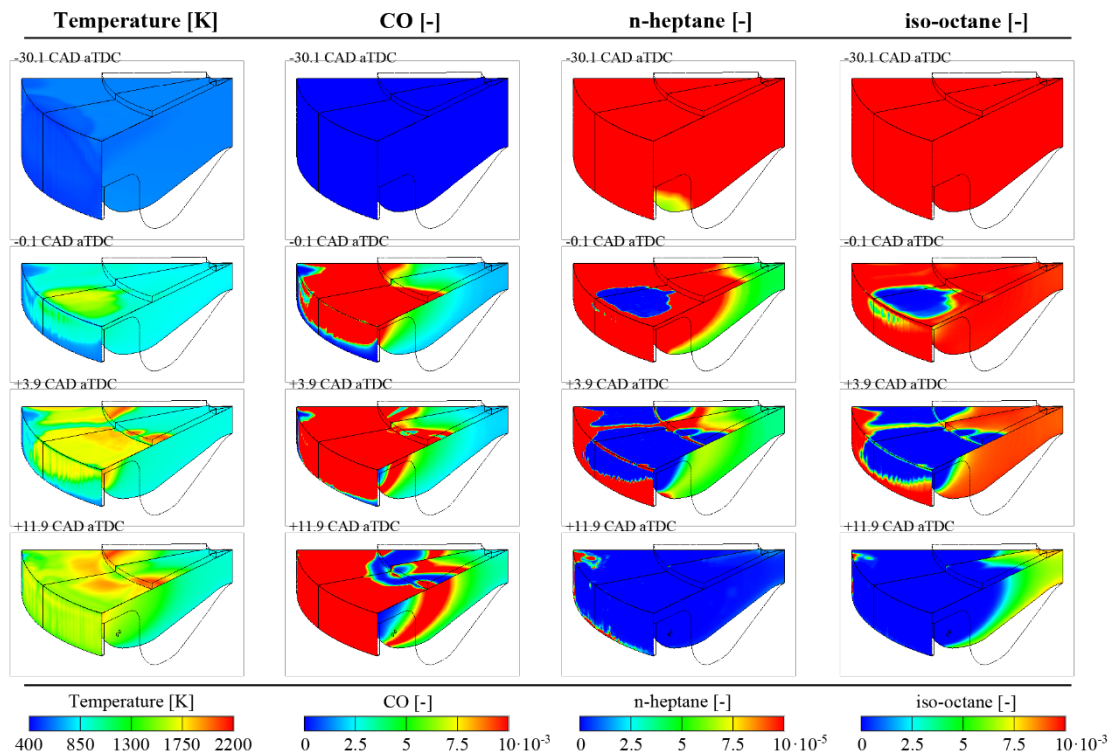 Temperature [K] CO [-] n-heptane [-] iso-octane [-]
-30.1 CAD aTDC -30.1 CAD aTDC -30.1 CAD aTDC -30.1 CAD aTDC
-0.1 CAD aTDC -0.1 CAD aTDC -0.1 CAD aTDC -0.1 CAD aTDC
+3.9 CAD aTDC +3.9 CAD aTDC +3.9 CAD aTDC +3.9 CAD aTDC
+11.9 CAD aTDC +11.9 CAD aTDC +11.9 CAD aTDC +11.9 CAD aTDC
Temperature [K] CO [-] n-heptane [-] iso-octane [-]
400 850 1300 1750 2200 0 2.5 5 7.5 10·10⁻³ 0 2.5 5 7.5 10·10⁻⁵ 0 2.5 5 7.5 10·10⁻³